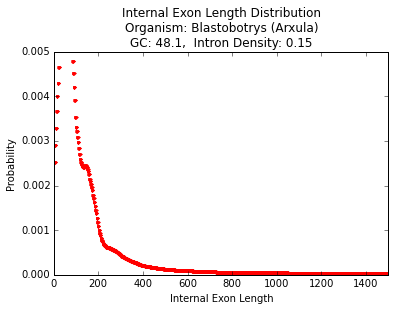 Internal Exon Length Distribution
Organism: Blastobotrys (Arxula)
GC: 48.1,  Intron Density: 0.15
0.005
0.004
0.003
0.002
0.001
0.000
Probability
0 200 400 600 800 1000 1200 1400
Internal Exon Length